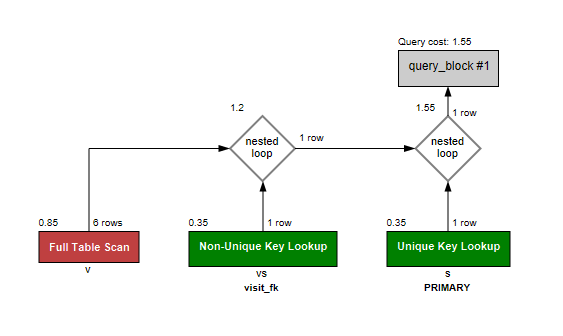 Query cost: 1.55
query_block #1
1.2
1.55
1 row
nested
loop
1 row
nested
loop
0.85
6 rows
0.35
1 row
0.35
1 row
Full Table Scan
Non-Unique Key Lookup
Unique Key Lookup
v
vs
s
visit_fk
PRIMARY